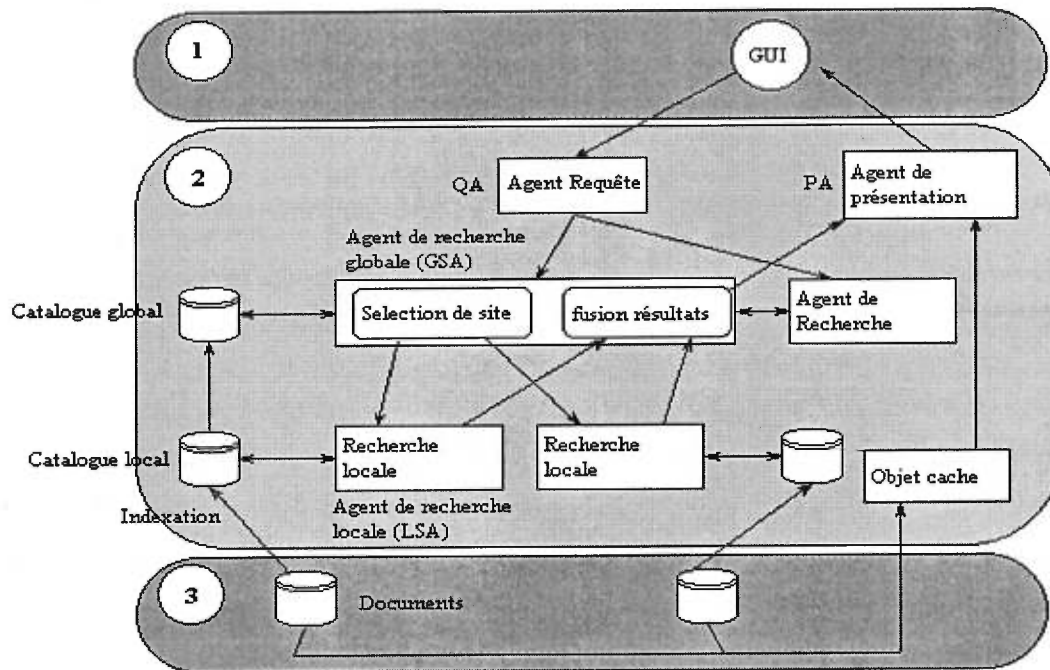 1
GUI
2
QA
Agent Requête
PA
Agent de
présentation
Agent de recherche
globale (GSA)
Catalogue global
Selection de site
fusion résultats
Agent de
Recherche
Catalogue local
Recherche
locale
Recherche
locale
Objet cache
Indexation
Agent de recherche
locale (LSA)
3
Documents